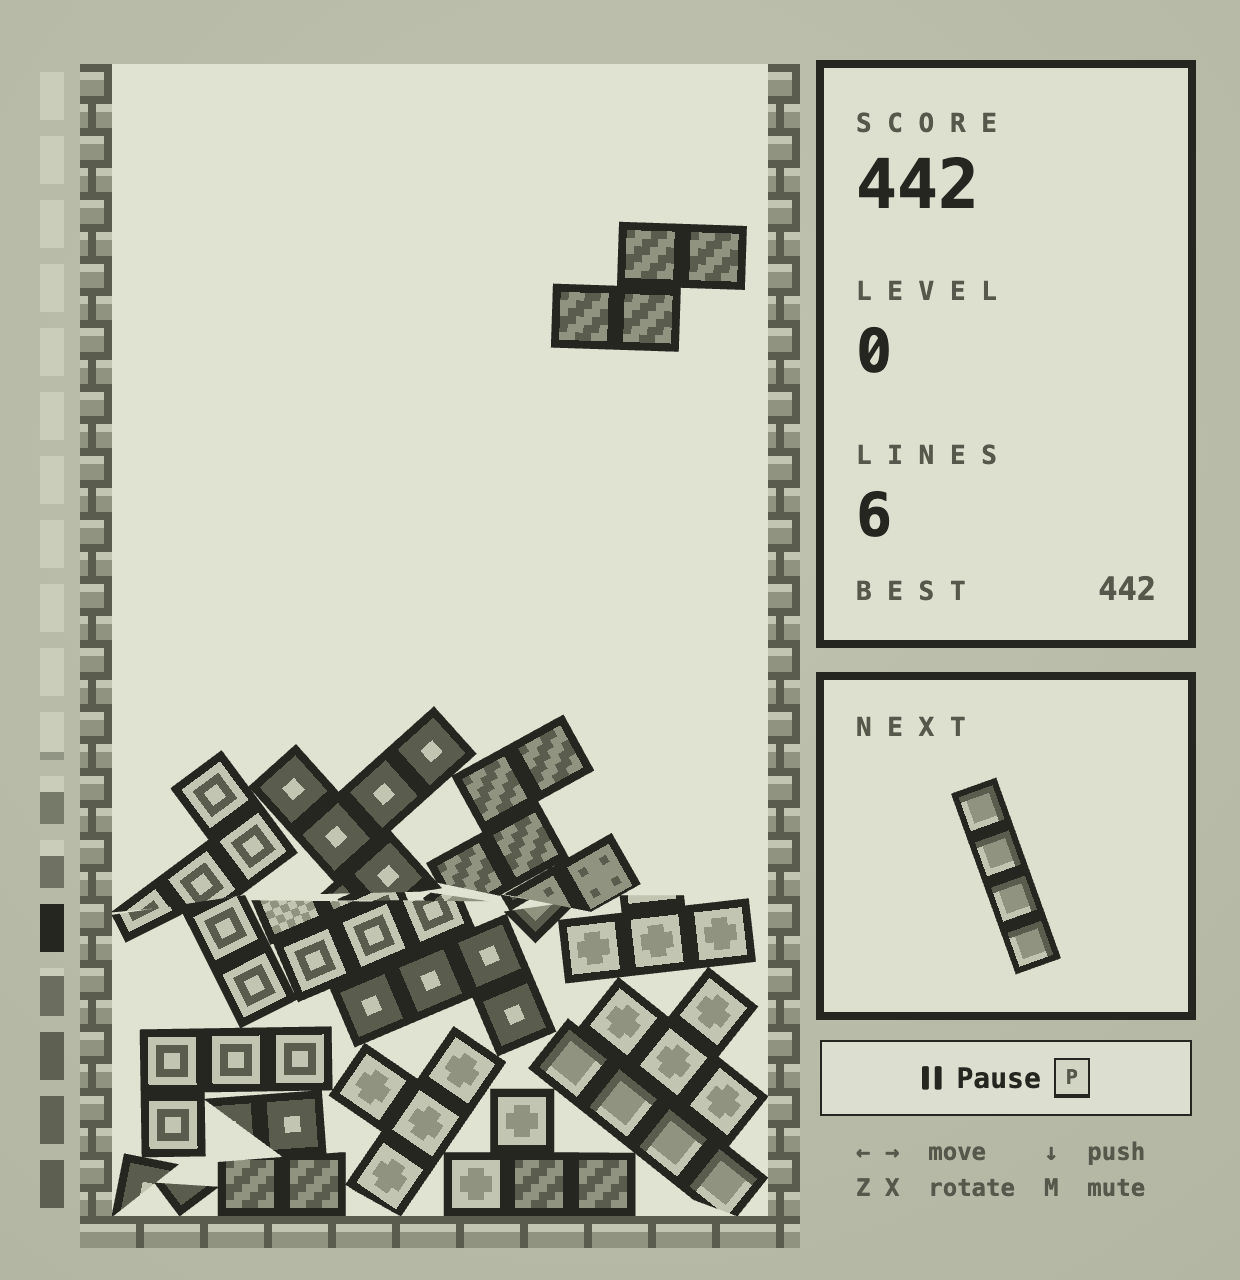 SCORE
442
LEVEL
0
LINES
6
BEST 442
NEXT
Pause P
← → move ↓ push
Z X rotate M mute